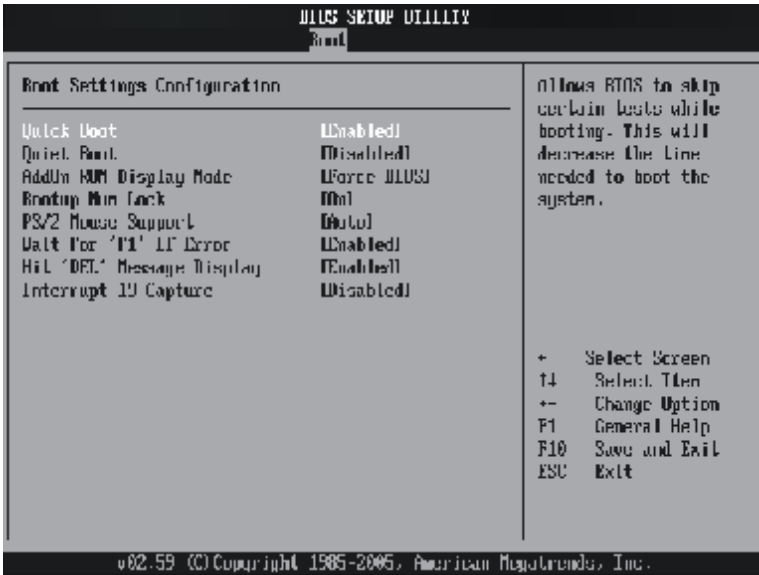 BIOS SETUP UTILITY
Boot
Boot Settings Configuration
Quick Boot [Enabled]
Quiet Boot [Disabled]
AddOn ROM Display Mode [Force BIOS]
Bootup Num Lock [On]
PS/2 Mouse Support [Auto]
Wait For 'F1' If Error [Enabled]
Hit 'DEL' Message Display [Enabled]
Interrupt 19 Capture [Disabled]
Allows BIOS to skip
certain tests while
booting. This will
decrease the time
needed to boot the
system.
← Select Screen
↑↓ Select Item
+- Change Option
F1 General Help
F10 Save and Exit
ESC Exit
v02.59 (C)Copyright 1985-2005, American Megatrends, Inc.